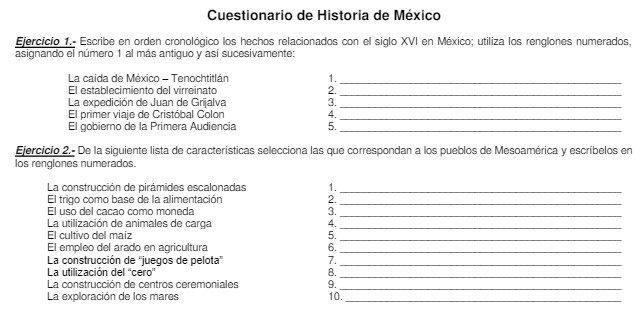 Cuestionario de Historia de México
Ejercicio 1.- Escribe en orden cronológico los hechos relacionados con el siglo XVI en México; utiliza los renglones numerados,
asignando el número 1 al más antiguo y así sucesivamente:
La caída de México – Tenochtitlán 1. ____________________
El establecimiento del virreinato 2. ____________________
La expedición de Juan de Grijalva 3. ____________________
El primer viaje de Cristóbal Colon 4. ____________________
El gobierno de la Primera Audiencia 5. ____________________
Ejercicio 2.- De la siguiente lista de características selecciona las que correspondan a los pueblos de Mesoamérica y escríbelos en
los renglones numerados.
La construcción de pirámides escalonadas 1. ____________________
El trigo como base de la alimentación 2. ____________________
El uso del cacao como moneda 3. ____________________
La utilización de animales de carga 4. ____________________
El cultivo del maíz 5. ____________________
El empleo del arado en agricultura 6. ____________________
La construcción de “juegos de pelota” 7. ____________________
La utilización del “cero” 8. ____________________
La construcción de centros ceremoniales 9. ____________________
La exploración de los mares 10. ____________________